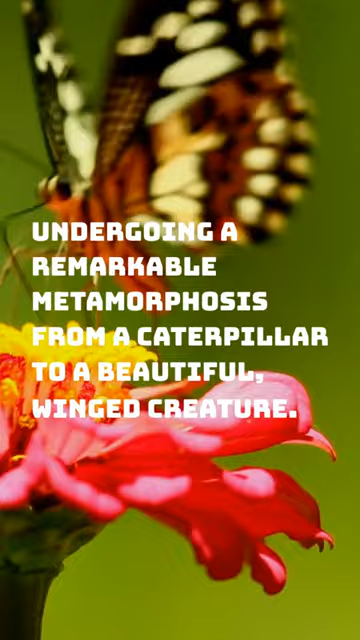 UNDERGOING A
REMARKABLE
METAMORPHOSIS
FROM A CATERPILLAR
TO A BEAUTIFUL,
WINGED CREATURE.